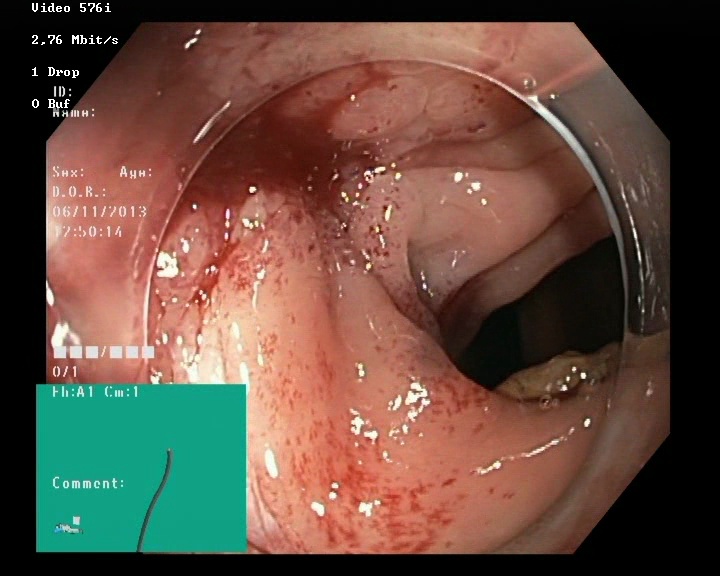 Video 576i
2,76 Mbit/s
1 Drop
0 Buf
ID:
Name:
Sex: Age:
D.O.R.:
06/11/2013
12:50:14
0/1
Eh:A1 Cm:1
Comment: